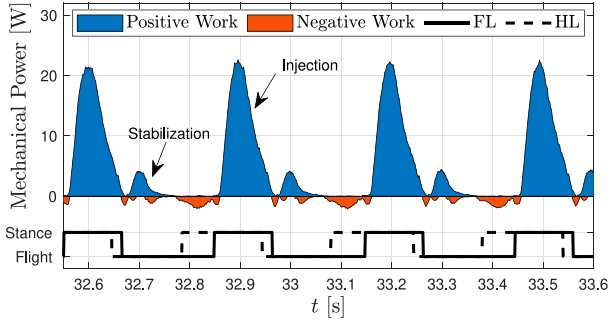 Positive Work Negative Work FL HL
Mechanical Power [W]
30
20
10
0
Injection
Stabilization
Stance
Flight
32.6 32.7 32.8 32.9 33 33.1 33.2 33.3 33.4 33.5 33.6
t [s]